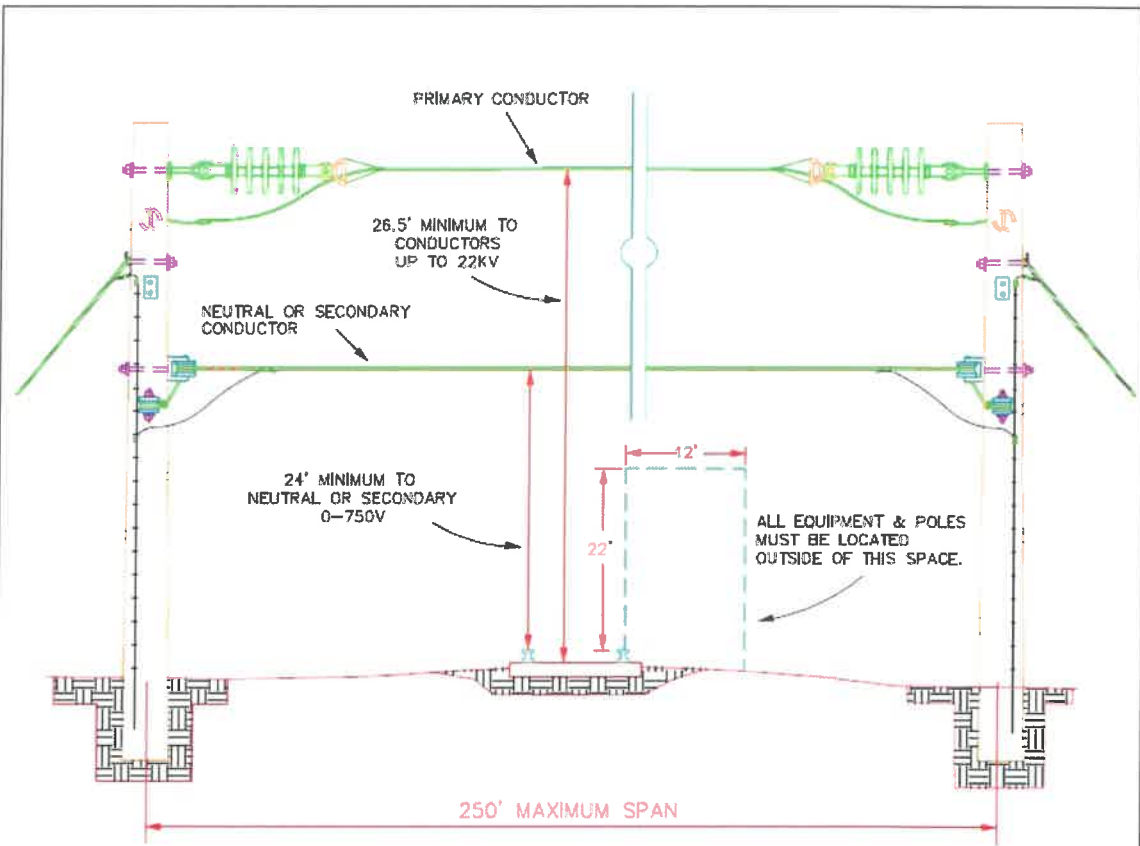 PRIMARY CONDUCTOR
26.5' MINIMUM TO
CONDUCTORS
UP TO 22KV
NEUTRAL OR SECONDARY
CONDUCTOR
12'
24' MINIMUM TO
NEUTRAL OR SECONDARY
0-750V
22'
ALL EQUIPMENT & POLES
MUST BE LOCATED
OUTSIDE OF THIS SPACE.
250' MAXIMUM SPAN